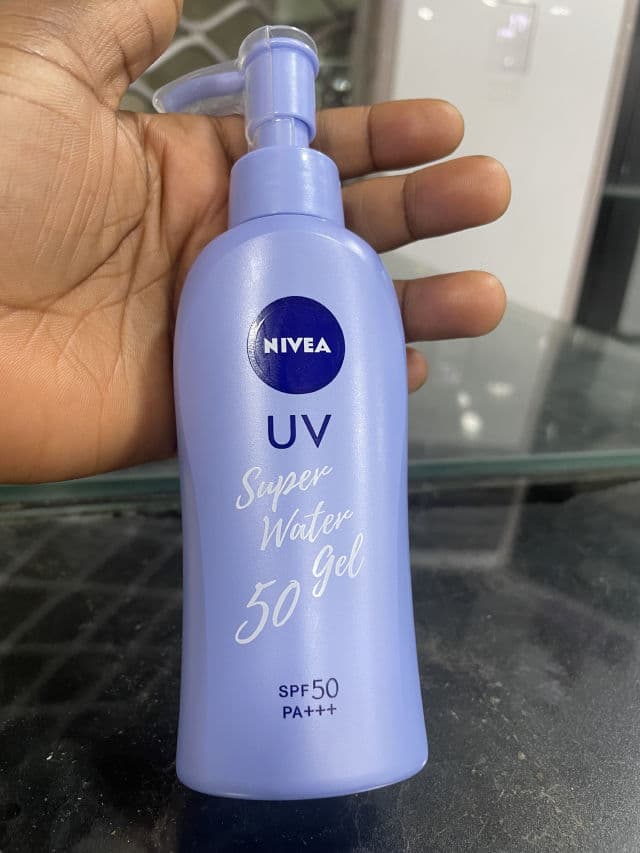 NIVEA
UV
Super
Water
Gel
50
SPF50
PA+++